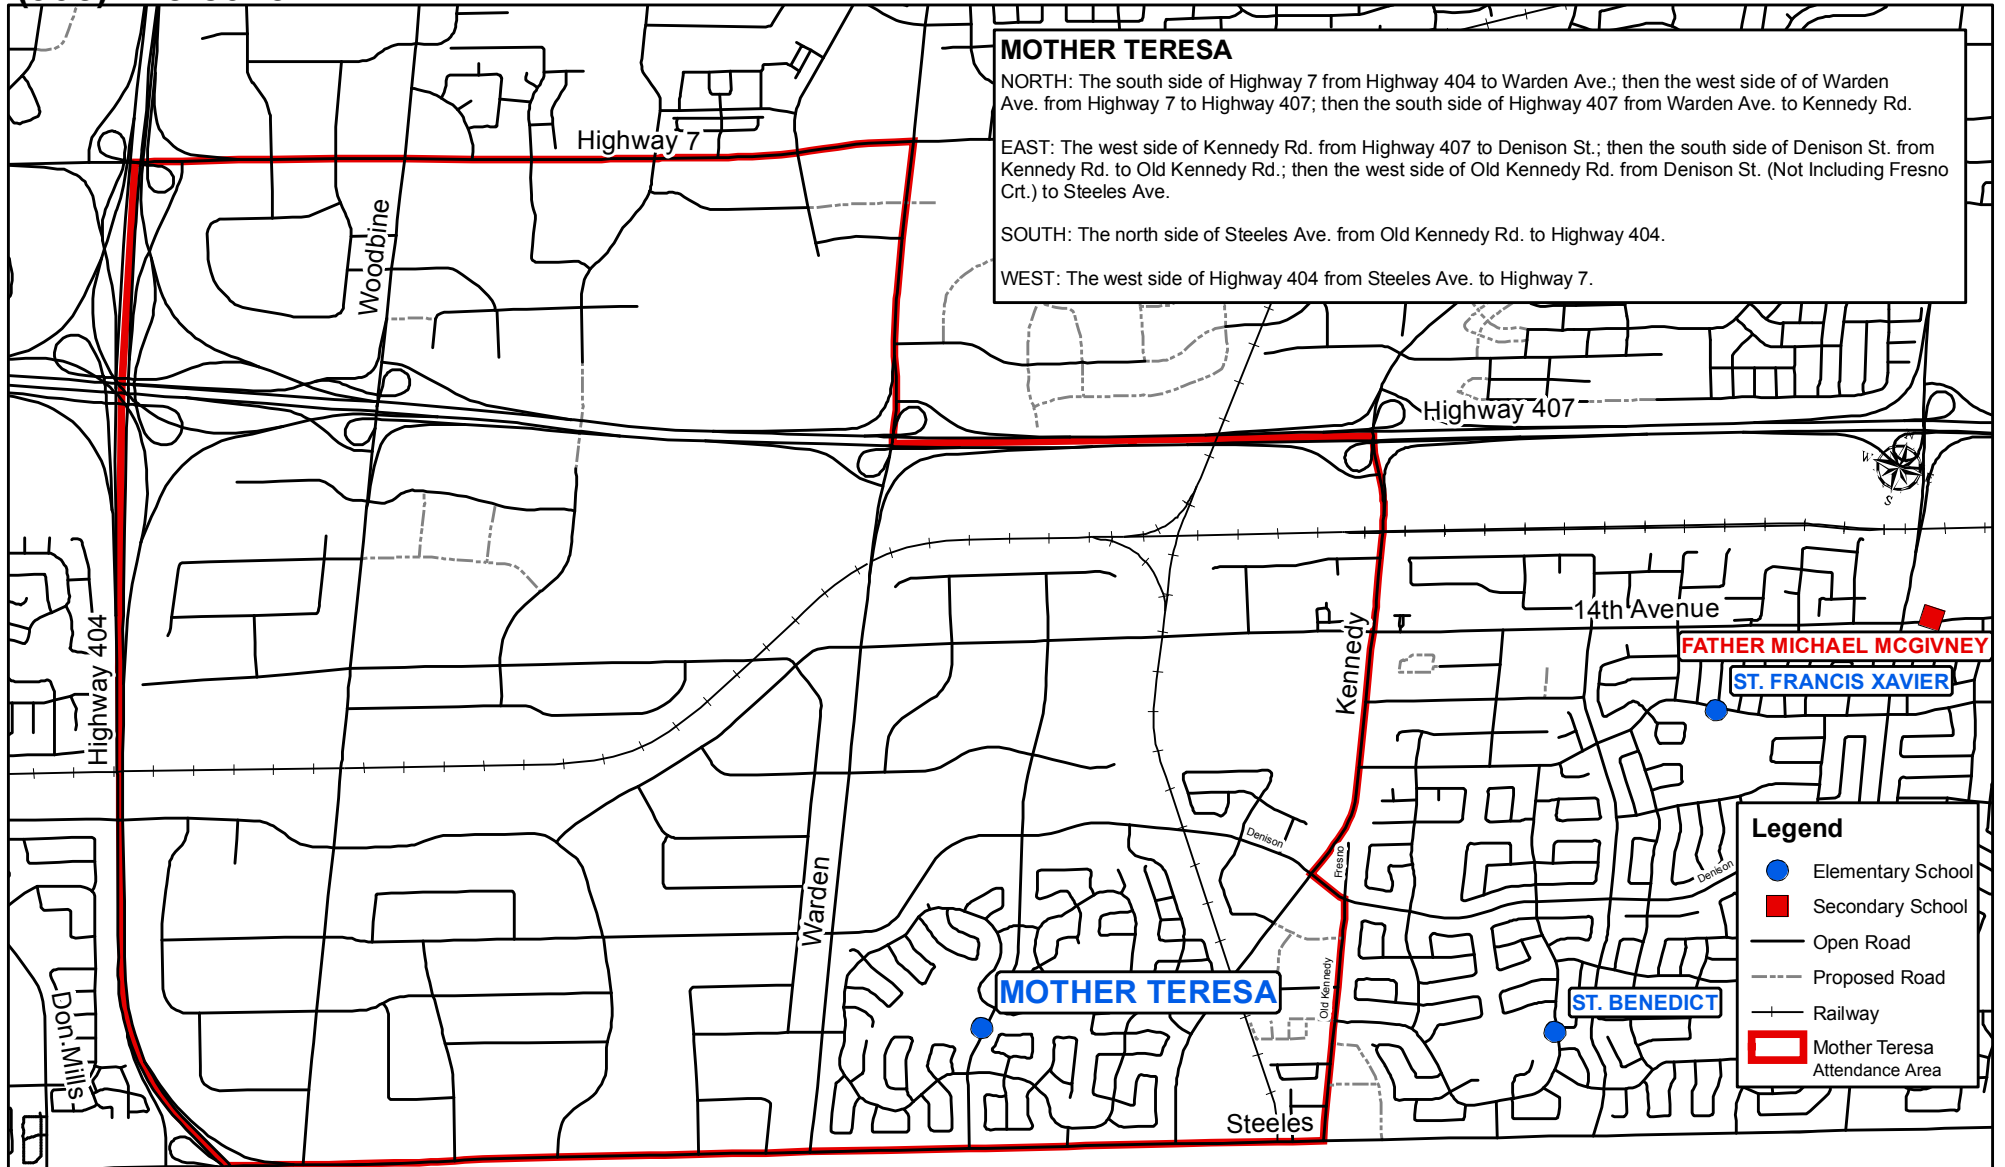 MOTHER TERESA
NORTH: The south side of Highway 7 from Highway 404 to Warden Ave.; then the west side of of Warden
Ave. from Highway 7 to Highway 407; then the south side of Highway 407 from Warden Ave. to Kennedy Rd.
EAST: The west side of Kennedy Rd. from Highway 407 to Denison St.; then the south side of Denison St. from
Kennedy Rd. to Old Kennedy Rd.; then the west side of Old Kennedy Rd. from Denison St. (Not Including Fresno
Crt.) to Steeles Ave.
SOUTH: The north side of Steeles Ave. from Old Kennedy Rd. to Highway 404.
WEST: The west side of Highway 404 from Steeles Ave. to Highway 7.
Highway 7
Woodbine
Highway 407
W
E
S
14th Avenue
Highway 404
Kennedy
FATHER MICHAEL MCGIVNEY
ST. FRANCIS XAVIER
Denison
Fresno
Denison
Warden
Old Kennedy
MOTHER TERESA
ST. BENEDICT
Don Mills
Steeles
Legend
Elementary School
Secondary School
Open Road
Proposed Road
Railway
Mother Teresa
Attendance Area